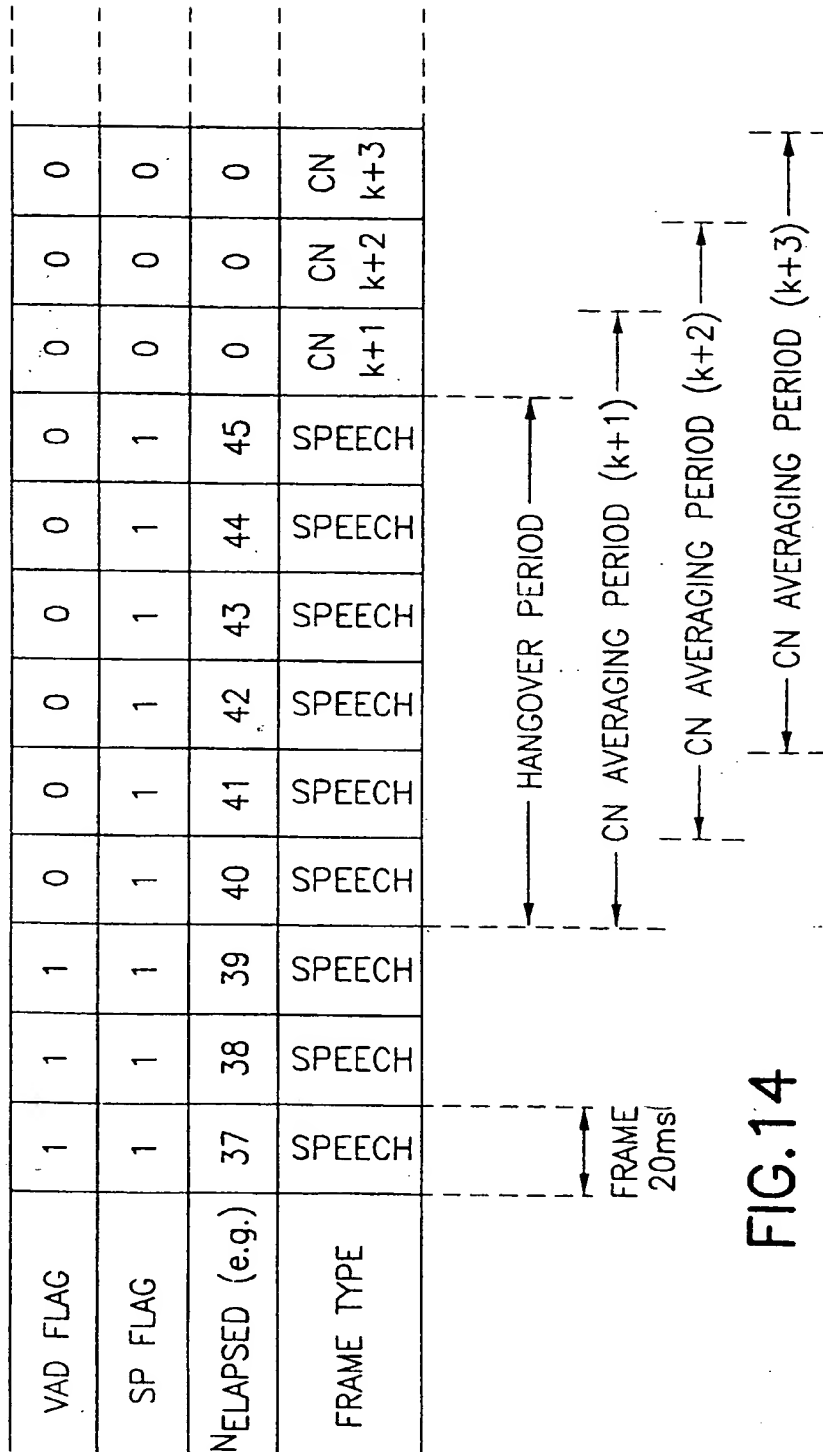 VAD FLAG 1 1 1 0 0 0 0 0 0 0 0 0
SP FLAG 1 1 1 1 1 1 1 1 1 0 0 0
NELAPSED (e.g.) 37 38 39 40 41 42 43 44 45 0 0 0
FRAME TYPE SPEECH SPEECH SPEECH SPEECH SPEECH SPEECH SPEECH SPEECH SPEECH CN k+1 CN k+2 CN k+3
HANGOVER PERIOD
FRAME
20ms
CN AVERAGING PERIOD (k+1)
CN AVERAGING PERIOD (k+2)
CN AVERAGING PERIOD (k+3)
FIG.14